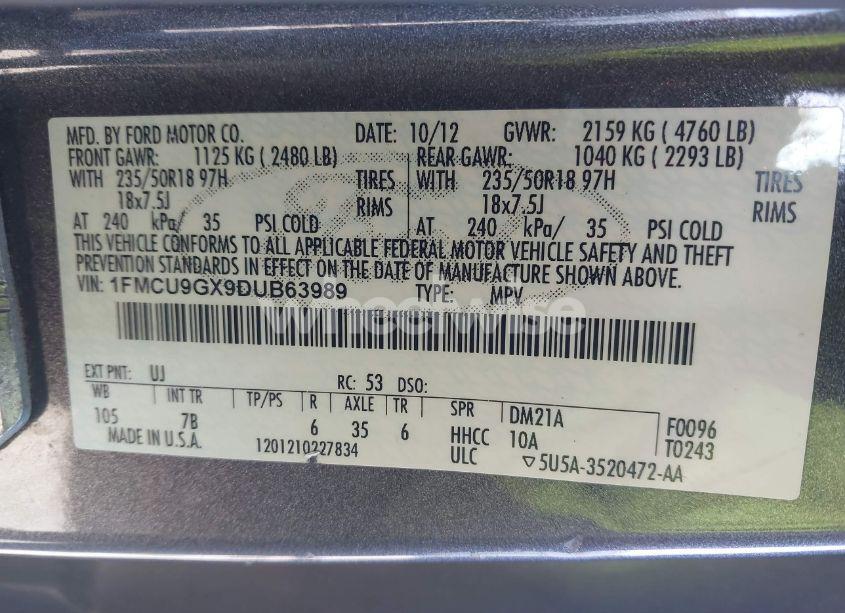 MFD. BY FORD MOTOR CO. DATE: 10/12 GVWR: 2159 KG ( 4760 LB)
FRONT GAWR: 1125 KG ( 2480 LB) REAR GAWR: 1040 KG ( 2293 LB)
WITH 235/50R18 97H TIRES WITH 235/50R18 97H TIRES
18x7.5J RIMS 18x7.5J RIMS
AT 240 kPa/ 35 PSI COLD AT 240 kPa/ 35 PSI COLD
THIS VEHICLE CONFORMS TO ALL APPLICABLE FEDERAL MOTOR VEHICLE SAFETY AND THEFT
PREVENTION STANDARDS IN EFFECT ON THE DATE OF MANUFACTURE SHOWN ABOVE.
VIN: 1FMCU9GX9DUB63989 TYPE: MPV
wheelwise
EXT PNT: UJ RC: 53 DSO:
WB INT TR TP/PS R AXLE TR SPR DM21A F0096
105 7B 6 35 6 HHCC 10A T0243
MADE IN U.S.A. 1201210227834 ULC ▽5U5A-3520472-AA